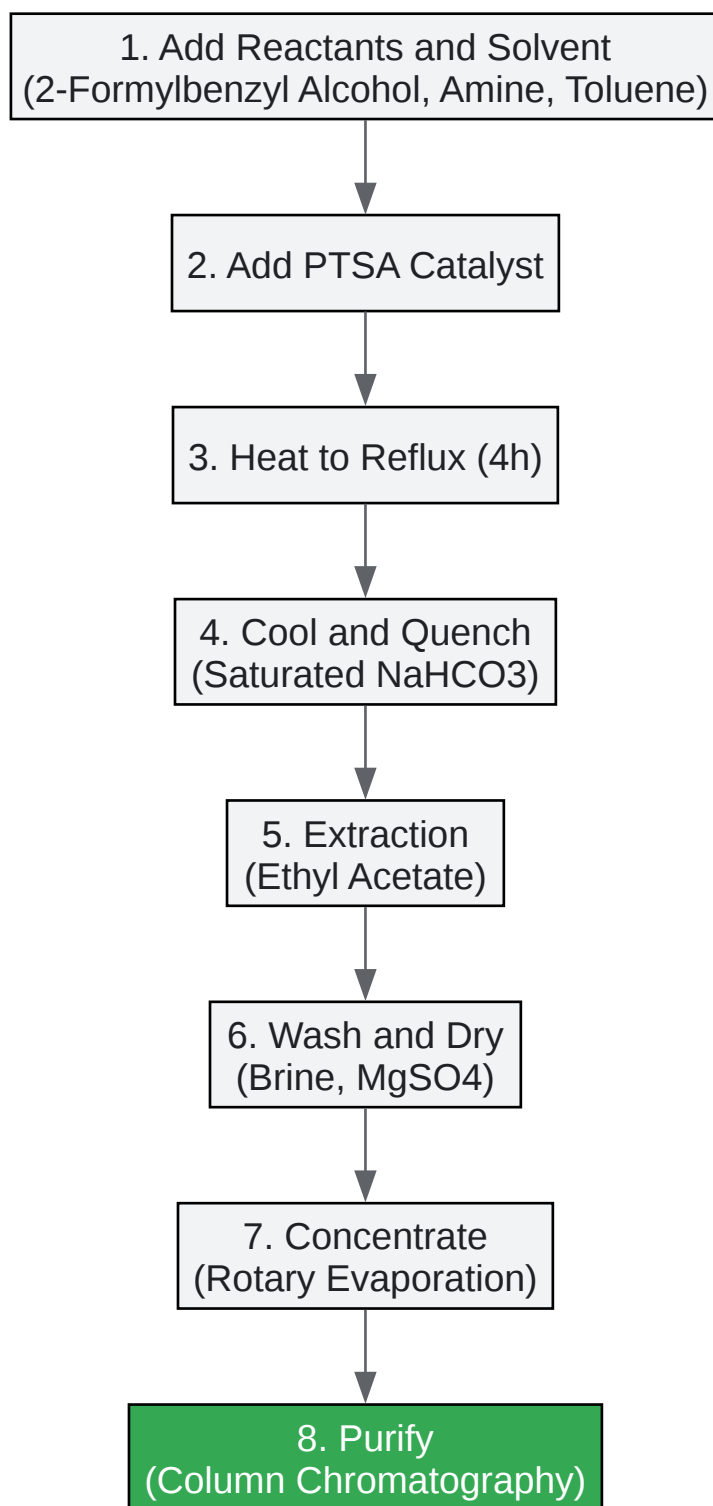 1. Add Reactants and Solvent
(2-Formylbenzyl Alcohol, Amine, Toluene)
2. Add PTSA Catalyst
3. Heat to Reflux (4h)
4. Cool and Quench
(Saturated NaHCO3)
5. Extraction
(Ethyl Acetate)
6. Wash and Dry
(Brine, MgSO4)
7. Concentrate
(Rotary Evaporation)
8. Purify
(Column Chromatography)